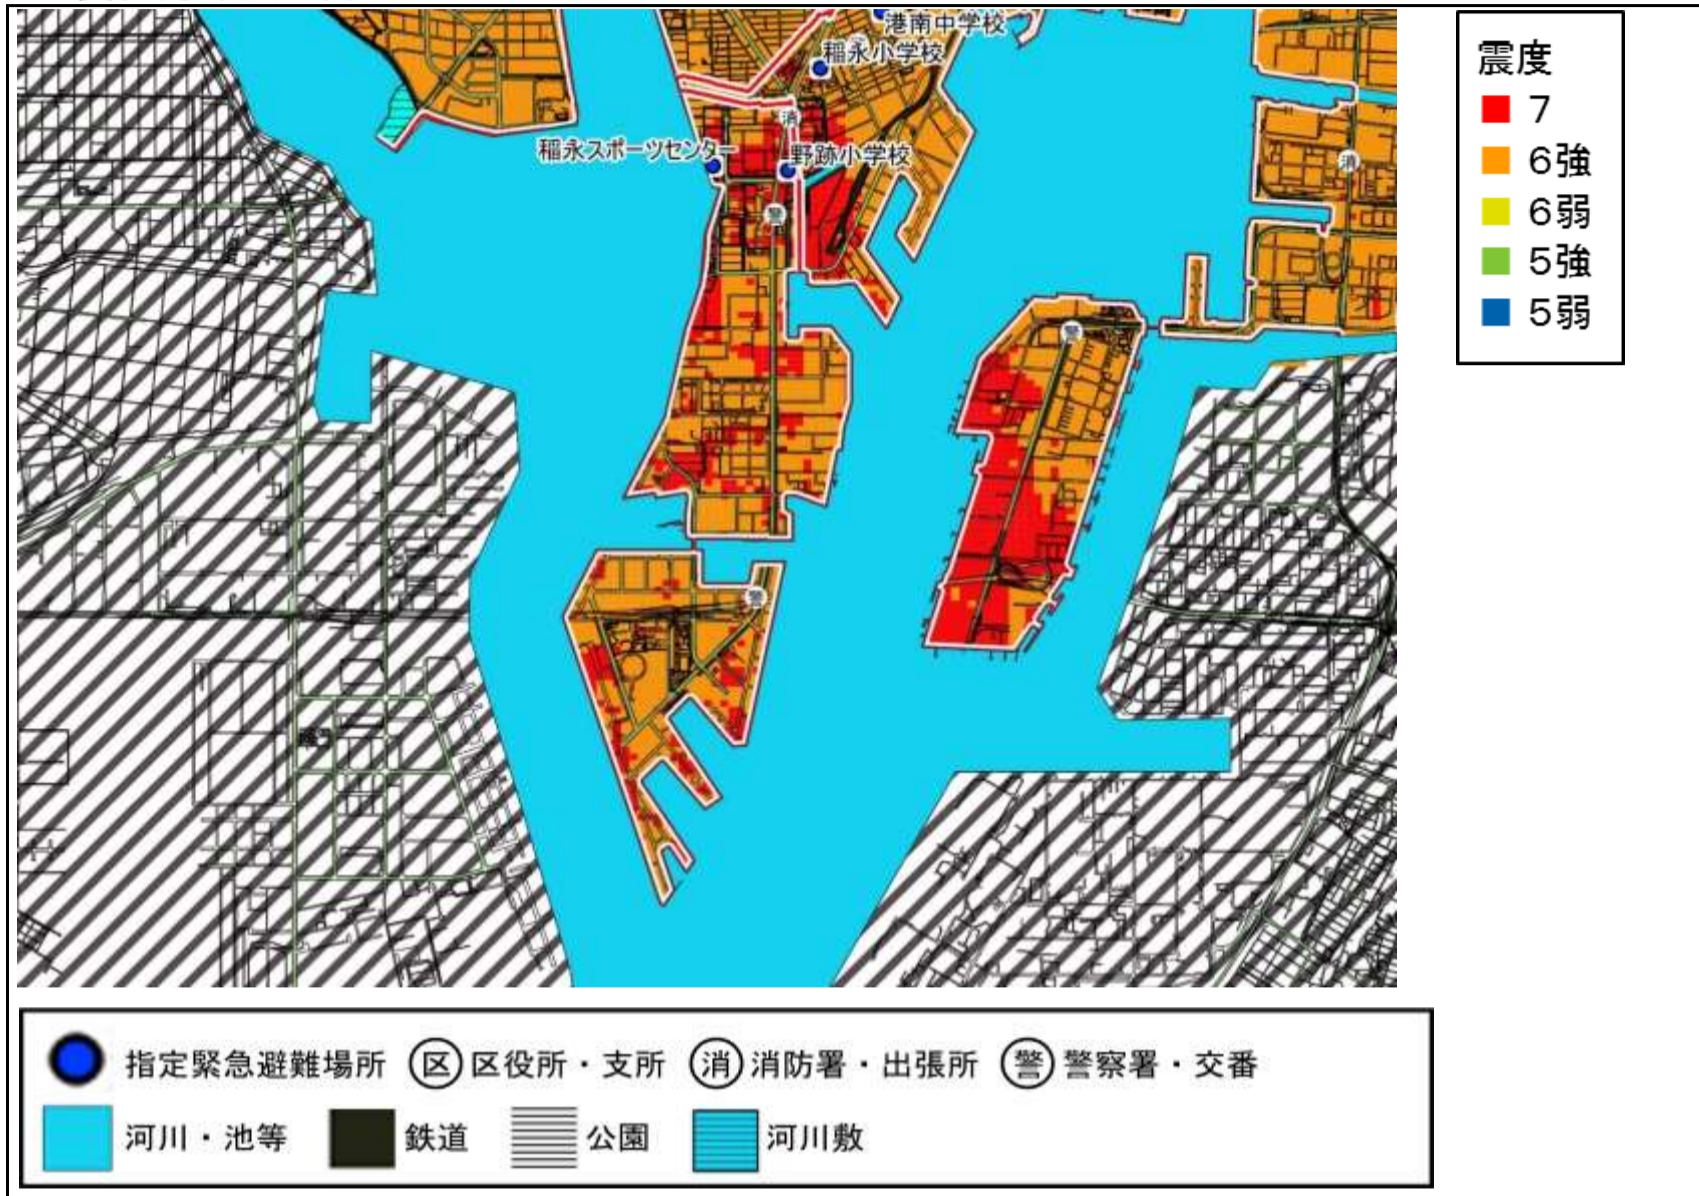 港南中学校
稲永小学校
消
稲永スポーツセンター
野跡小学校
消
警
警
警
震度
7
6強
6弱
5強
5弱
指定緊急避難場所
区 区役所・支所
消 消防署・出張所
警 警察署・交番
河川・池等
鉄道
公園
河川敷